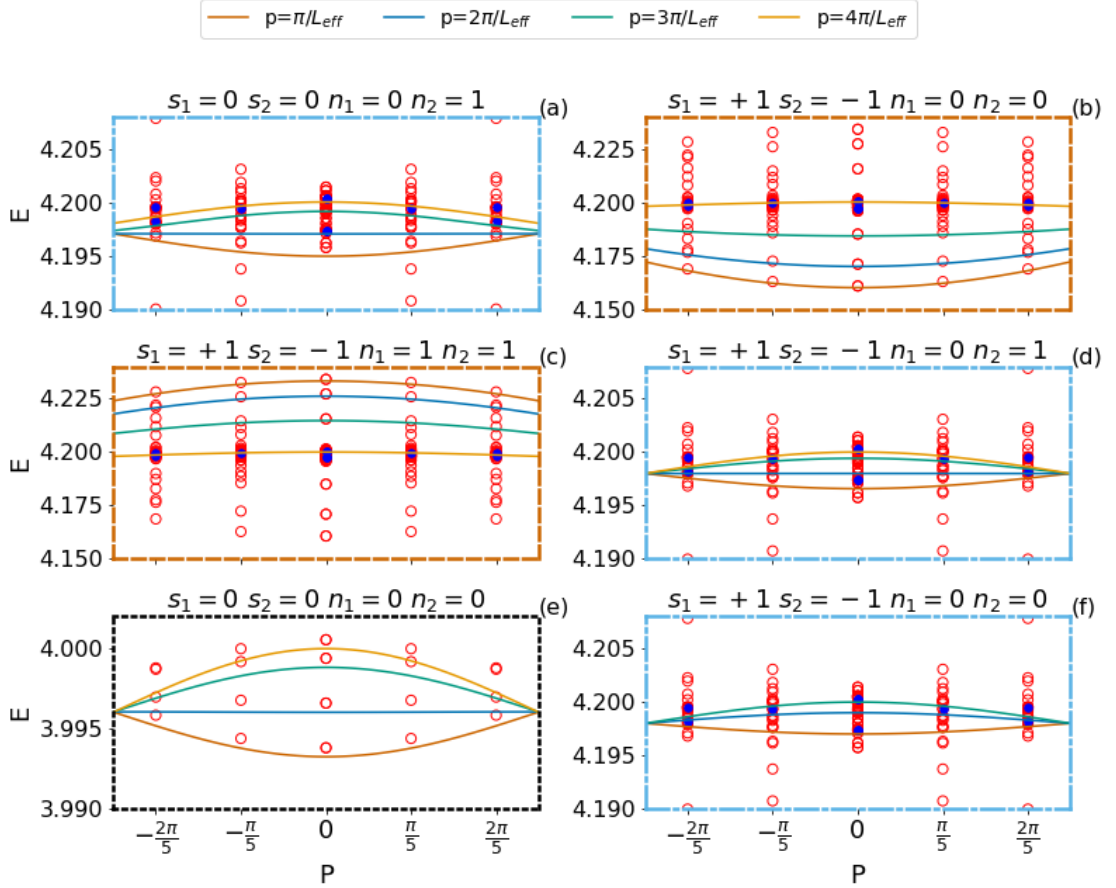 p=π/L_eff p=2π/L_eff p=3π/L_eff p=4π/L_eff
s₁ = 0 s₂ = 0 n₁ = 0 n₂ = 1 (a)
4.205
4.200
4.195
4.190
E
s₁ = +1 s₂ = −1 n₁ = 0 n₂ = 0 (b)
4.225
4.200
4.175
4.150
s₁ = +1 s₂ = −1 n₁ = 1 n₂ = 1 (c)
4.225
4.200
4.175
4.150
E
s₁ = +1 s₂ = −1 n₁ = 0 n₂ = 1 (d)
4.205
4.200
4.195
4.190
s₁ = 0 s₂ = 0 n₁ = 0 n₂ = 0 (e)
4.000
3.995
3.990
E
−2π/5 −π/5 0 π/5 2π/5
P
s₁ = +1 s₂ = −1 n₁ = 0 n₂ = 0 (f)
4.205
4.200
4.195
4.190
−2π/5 −π/5 0 π/5 2π/5
P